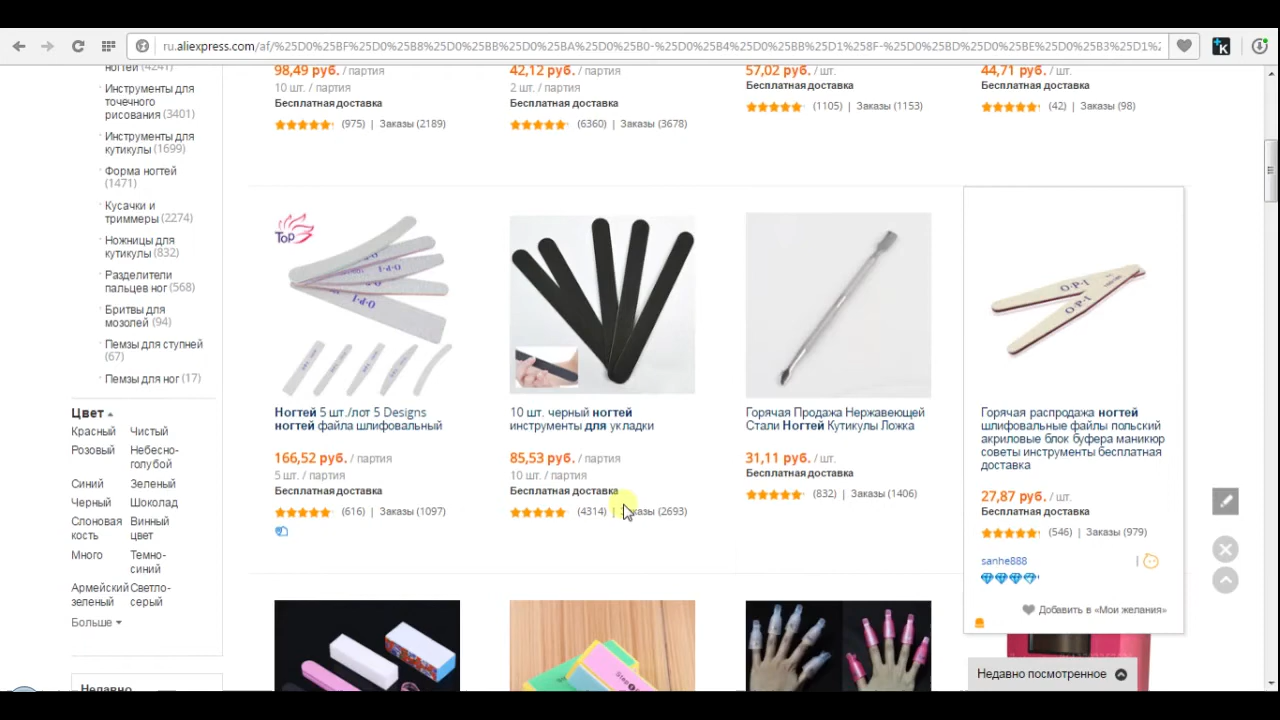 ru.aliexpress.com/af/%25D0%25BF%25D0%25B8%25D0%25BB%25D0%25BA%25D0%25B0-%25D0%25B4%25D0%25BB%25D1%258F-%25D0%25BD%25D0%25BE%25D0%25B3%25D1%2
ногтей (4241)
Инструменты для
точечного
рисования (3401)
Инструменты для
кутикулы (1699)
Форма ногтей
(1471)
Кусачки и
триммеры (2274)
Ножницы для
кутикулы (832)
Разделители
пальцев ног (568)
Бритвы для
мозолей (94)
Пемзы для ступней
(67)
Пемзы для ног (17)
Цвет
Красный Чистый
Розовый Небесно-
голубой
Синий Зеленый
Черный Шоколад
Слоновая Винный
кость цвет
Много Темно-
синий
Армейский Светло-
зеленый серый
Больше
Недавно
98,49 руб. / партия
10 шт. / партия
Бесплатная доставка
(975) | Заказы (2189)
42,12 руб. / партия
2 шт. / партия
Бесплатная доставка
(6360) | Заказы (3678)
57,02 руб. / шт.
Бесплатная доставка
(1105) | Заказы (1153)
44,71 руб. / шт.
Бесплатная доставка
(42) | Заказы (98)
TOP
O·P·I
O·P·I
Ногтей 5 шт./лот 5 Designs
ногтей файла шлифовальный
166,52 руб. / партия
5 шт. / партия
Бесплатная доставка
(616) | Заказы (1097)
10 шт. черный ногтей
инструменты для укладки
85,53 руб. / партия
10 шт. / партия
Бесплатная доставка
(4314) | Заказы (2693)
Горячая Продажа Нержавеющей
Стали Ногтей Кутикулы Ложка
31,11 руб. / шт.
Бесплатная доставка
(832) | Заказы (1406)
O·P·I
O·P·I
Горячая распродажа ногтей
шлифовальные файлы польский
акриловые блок буфера маникюр
советы инструменты бесплатная
доставка
27,87 руб. / шт.
Бесплатная доставка
(546) | Заказы (979)
sanhe888
Добавить в «Мои желания»
Недавно посмотренное